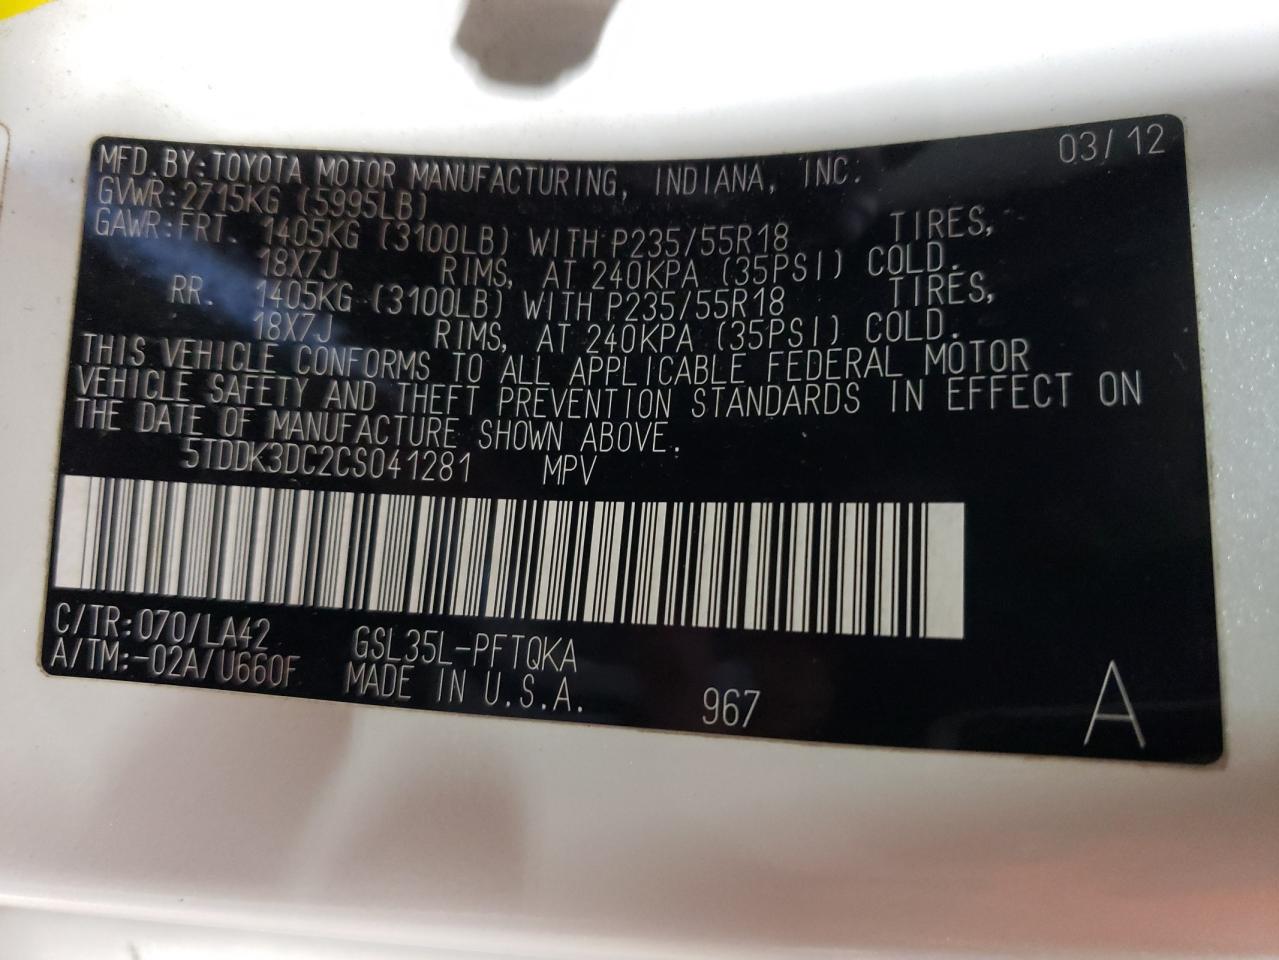 MFD. BY: TOYOTA MOTOR MANUFACTURING, INDIANA, INC. 03/12
GVWR: 2715KG (5995LB)
GAWR: FRT. 1405KG (3100LB) WITH P235/55R18 TIRES,
18X7J RIMS, AT 240KPA (35PSI) COLD.
RR. 1405KG (3100LB) WITH P235/55R18 TIRES,
18X7J RIMS, AT 240KPA (35PSI) COLD.
THIS VEHICLE CONFORMS TO ALL APPLICABLE FEDERAL MOTOR
VEHICLE SAFETY AND THEFT PREVENTION STANDARDS IN EFFECT ON
THE DATE OF MANUFACTURE SHOWN ABOVE.
5TDDK3DC2CS041281 MPV
C/TR: 070/LA42 GSL35L-PFTQKA
A/TM: -02A/U660F MADE IN U.S.A. 967 A